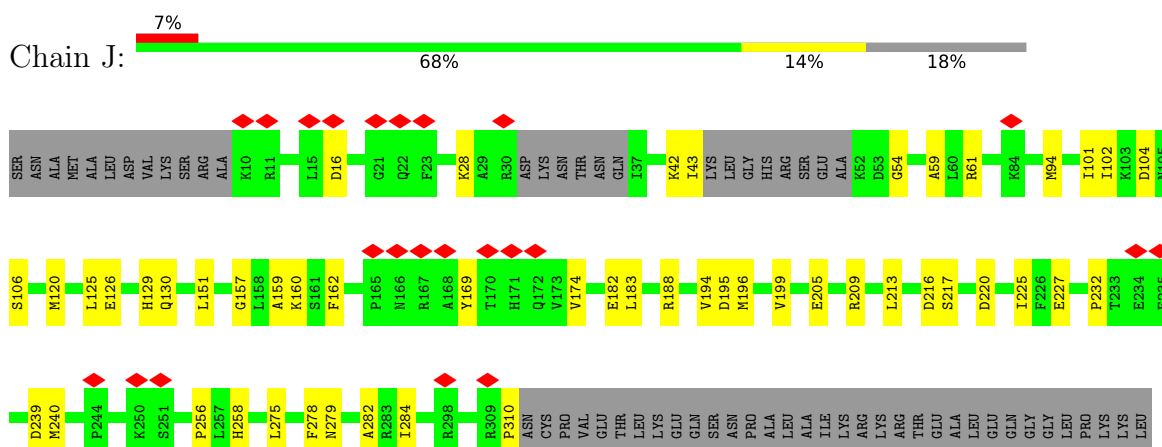 7%
Chain J:
68% 14% 18%
SER ASN ALA MET ALA LEU ASP VAL LYS SER ARG ALA K10 R11 L15 D16 G21 Q22 F23 K28 A29 R30 ASP LYS ASN THR ASN GLN I37 K42 I43 LYS LEU GLY HIS ARG SER GLU ALA K52 D53 G54 A59 L60 R61 K84 M94 I101 I102 K103 D104 N105
S106 M120 L125 E126 H129 Q130 L151 G157 L158 A159 K160 S161 F162 P165 N166 R167 A168 Y169 T170 H171 Q172 V173 V174 E182 L183 R188 V194 D195 M196 V199 E205 R209 L213 D216 S217 D220 I225 F226 E227 P232 T233 E234
D239 M240 P244 K250 S251 P256 L257 H258 L275 F278 N279 A282 R283 I284 R298 R309 P310 ASN CYS PRO VAL GLU THR LEU LYS GLU GLN SER ASN PRO ALA LEU ALA ILE LYS ARG LYS ARG THR GLU ALA LEU LEU GLU GLN GLY GLY LEU LEU PRO LYS LYS LEU